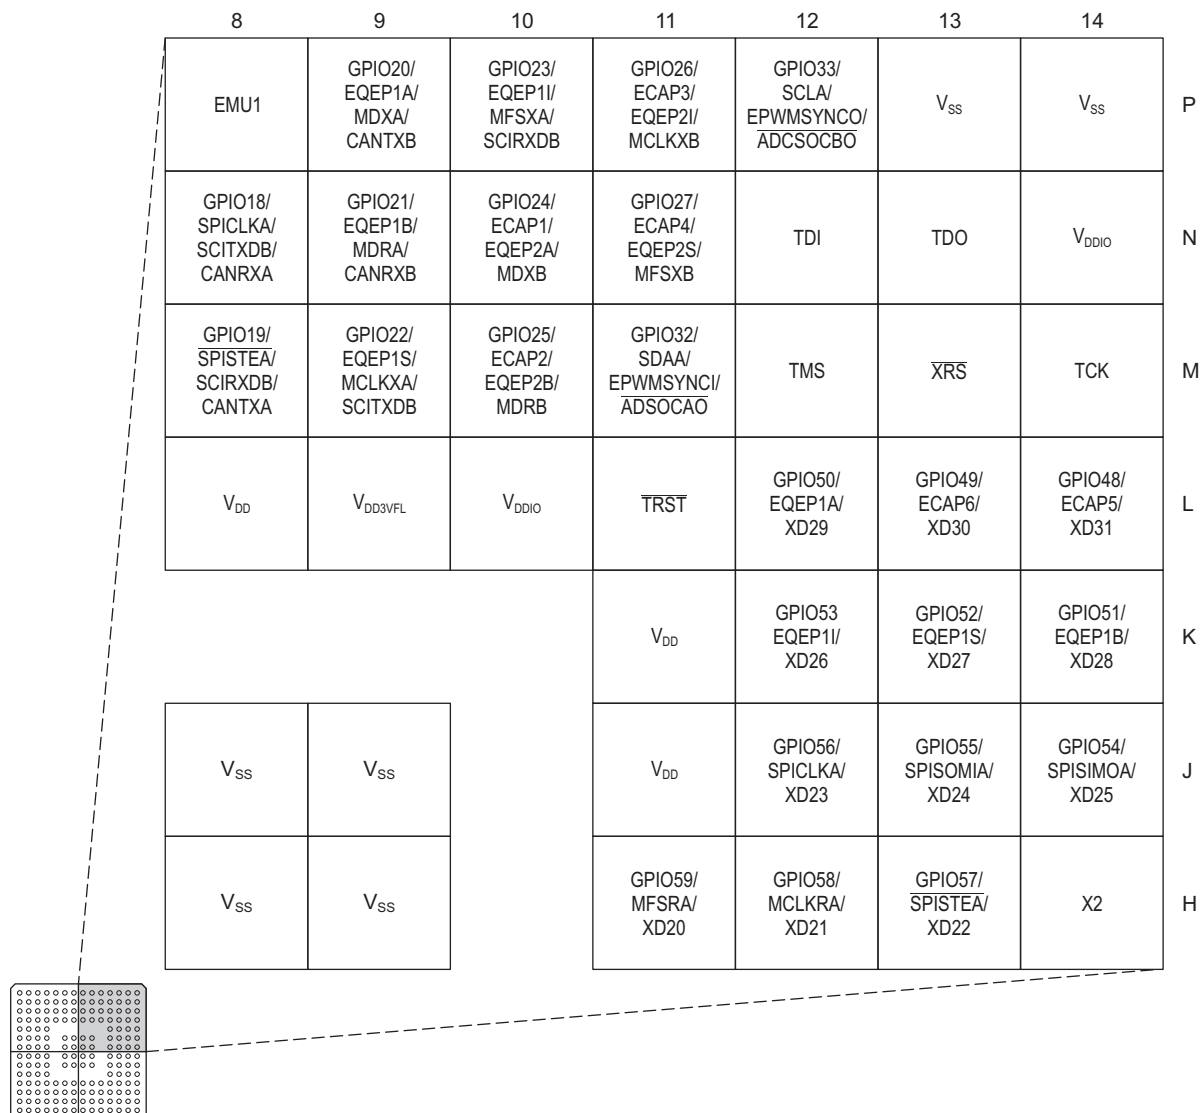 8 9 10 11 12 13 14
EMU1
GPIO20/
EQEP1A/
MDXA/
CANTXB
GPIO23/
EQEP1I/
MFSXA/
SCIRXDB
GPIO26/
ECAP3/
EQEP2I/
MCLKXB
GPIO33/
SCLA/
EPWMSYNCO/
ADCSOCBO
VSS
VSS
P
GPIO18/
SPICLKA/
SCITXDB/
CANRXA
GPIO21/
EQEP1B/
MDRA/
CANRXB
GPIO24/
ECAP1/
EQEP2A/
MDXB
GPIO27/
ECAP4/
EQEP2S/
MFSXB
TDI
TDO
VDDIO
N
GPIO19/
SPISTEA/
SCIRXDB/
CANTXA
GPIO22/
EQEP1S/
MCLKXA/
SCITXDB
GPIO25/
ECAP2/
EQEP2B/
MDRB
GPIO32/
SDAA/
EPWMSYNCI/
ADSOCAO
TMS
XRS
TCK
M
VDD
VDD3VFL
VDDIO
TRST
GPIO50/
EQEP1A/
XD29
GPIO49/
ECAP6/
XD30
GPIO48/
ECAP5/
XD31
L
VDD
GPIO53
EQEP1I/
XD26
GPIO52/
EQEP1S/
XD27
GPIO51/
EQEP1B/
XD28
K
VSS
VSS
VDD
GPIO56/
SPICLKA/
XD23
GPIO55/
SPISOMIA/
XD24
GPIO54/
SPISIMOA/
XD25
J
VSS
VSS
GPIO59/
MFSRA/
XD20
GPIO58/
MCLKRA/
XD21
GPIO57/
SPISTEA/
XD22
X2
H